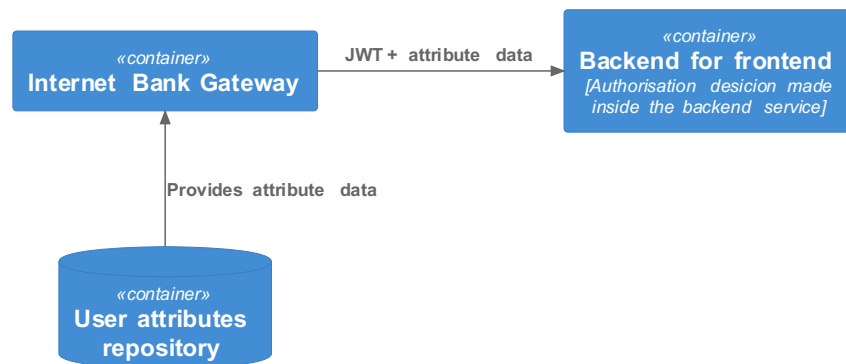 «container»
Internet Bank Gateway
JWT + attribute data
«container»
Backend for frontend
[Authorisation desicion made
inside the backend service]
Provides attribute data
«container»
User attributes
repository